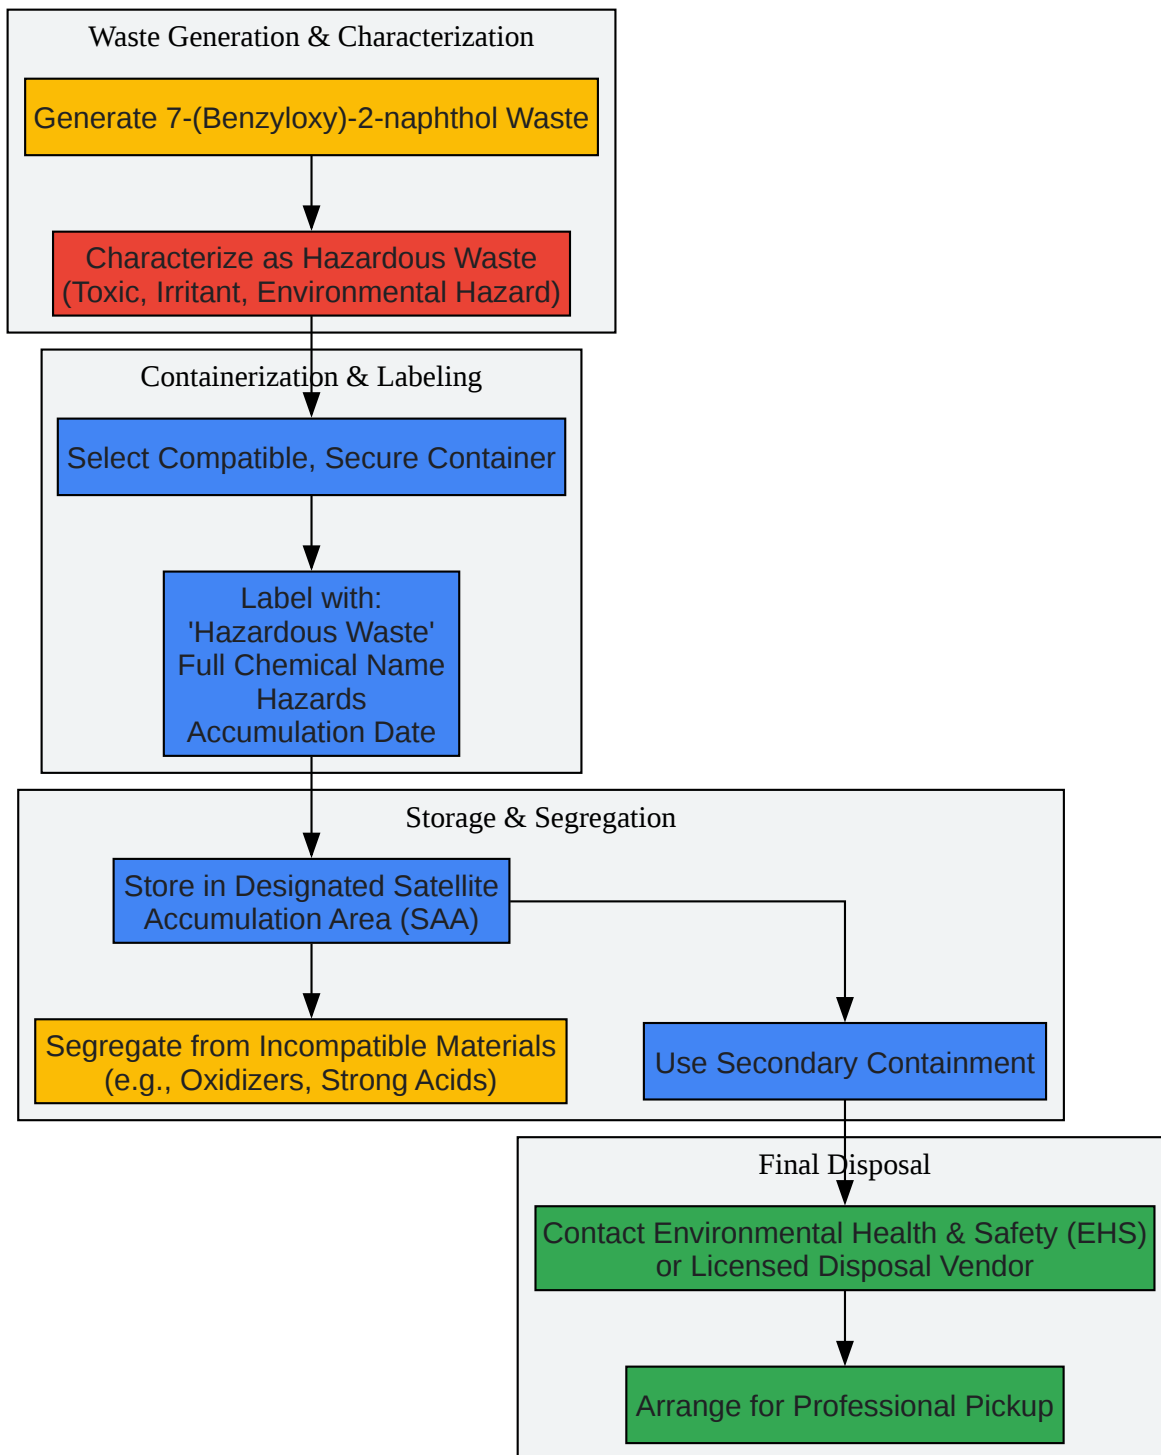 Waste Generation & Characterization
Generate 7-(Benzyloxy)-2-naphthol Waste
Characterize as Hazardous Waste
(Toxic, Irritant, Environmental Hazard)
Containerization & Labeling
Select Compatible, Secure Container
Label with:
'Hazardous Waste'
Full Chemical Name
Hazards
Accumulation Date
Storage & Segregation
Store in Designated Satellite
Accumulation Area (SAA)
Segregate from Incompatible Materials
(e.g., Oxidizers, Strong Acids)
Use Secondary Containment
Final Disposal
Contact Environmental Health & Safety (EHS)
or Licensed Disposal Vendor
Arrange for Professional Pickup